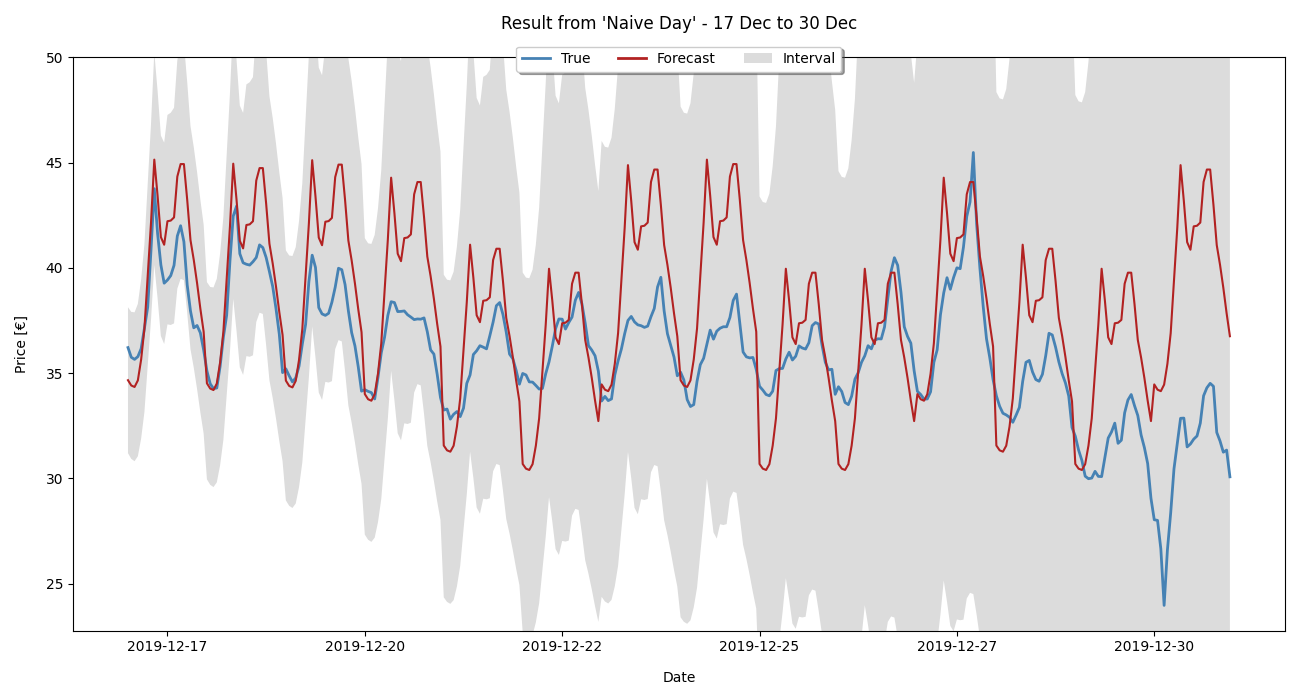 Result from 'Naive Day' - 17 Dec to 30 Dec
True
Forecast
Interval
Price [€]
50
45
40
35
30
25
2019-12-17
2019-12-20
2019-12-22
2019-12-25
2019-12-27
2019-12-30
Date